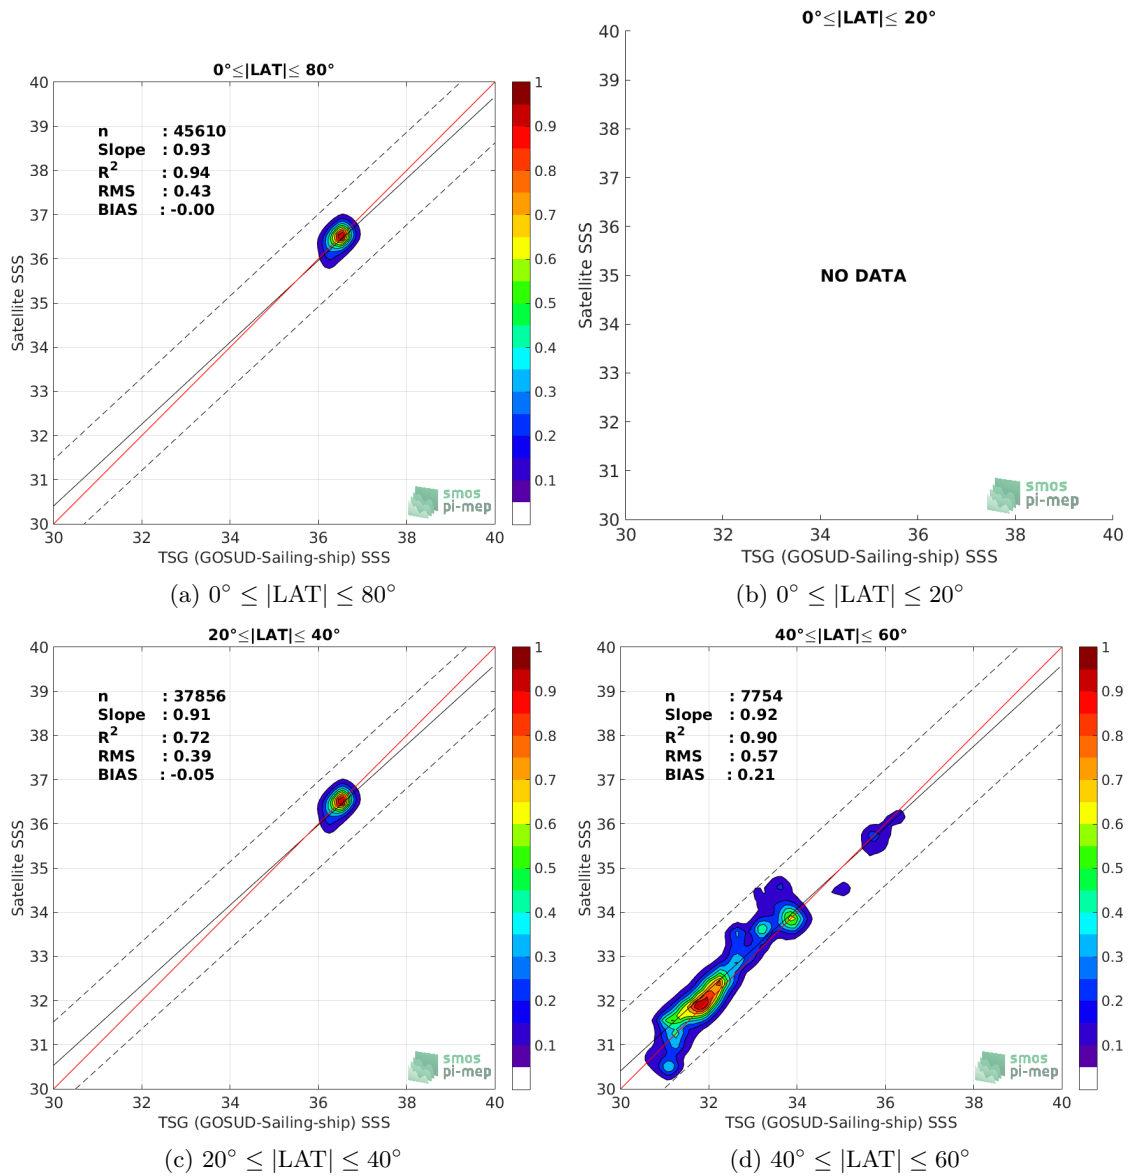 0°≤|LAT|≤ 80°
40
39
38
37
36
35
34
33
32
31
30
Satellite SSS
n : 45610
Slope : 0.93
R² : 0.94
RMS : 0.43
BIAS : -0.00
smos
pi-mep
30 32 34 36 38 40
TSG (GOSUD-Sailing-ship) SSS
1
0.9
0.8
0.7
0.6
0.5
0.4
0.3
0.2
0.1
(a) 0° ≤ |LAT| ≤ 80°
0°≤|LAT|≤ 20°
40
39
38
37
36
35
34
33
32
31
30
Satellite SSS
NO DATA
smos
pi-mep
30 32 34 36 38 40
TSG (GOSUD-Sailing-ship) SSS
(b) 0° ≤ |LAT| ≤ 20°
20°≤|LAT|≤ 40°
40
39
38
37
36
35
34
33
32
31
30
Satellite SSS
n : 37856
Slope : 0.91
R² : 0.72
RMS : 0.39
BIAS : -0.05
smos
pi-mep
30 32 34 36 38 40
TSG (GOSUD-Sailing-ship) SSS
1
0.9
0.8
0.7
0.6
0.5
0.4
0.3
0.2
0.1
(c) 20° ≤ |LAT| ≤ 40°
40°≤|LAT|≤ 60°
40
39
38
37
36
35
34
33
32
31
30
Satellite SSS
n : 7754
Slope : 0.92
R² : 0.90
RMS : 0.57
BIAS : 0.21
smos
pi-mep
30 32 34 36 38 40
TSG (GOSUD-Sailing-ship) SSS
1
0.9
0.8
0.7
0.6
0.5
0.4
0.3
0.2
0.1
(d) 40° ≤ |LAT| ≤ 60°